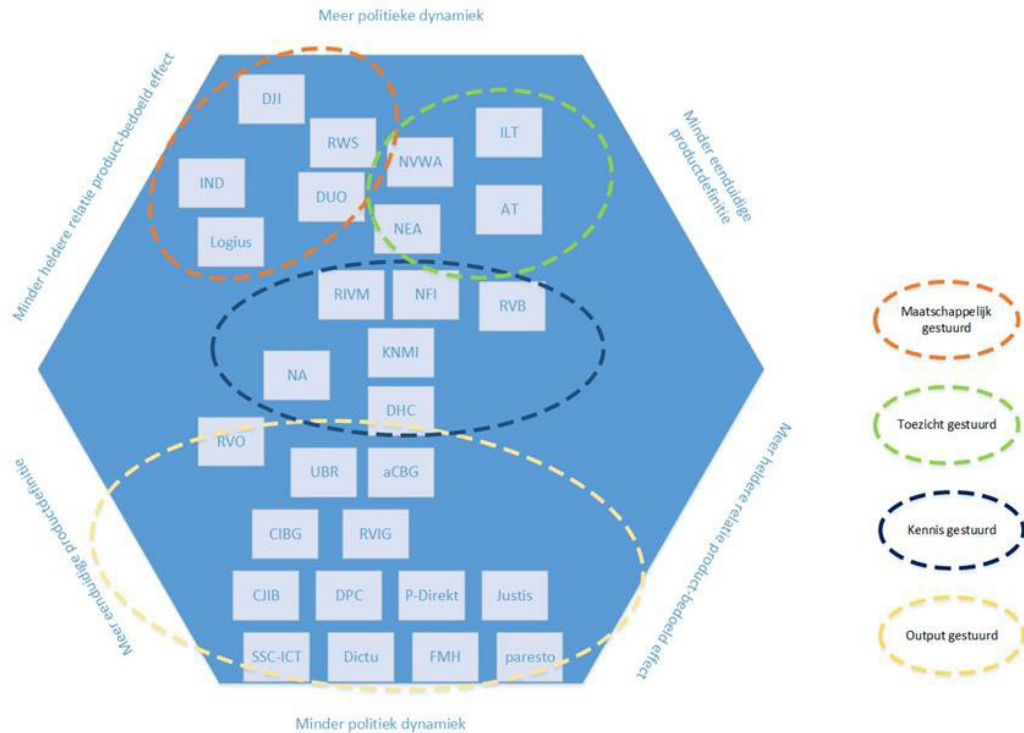 Meer politieke dynamiek
Minder heldere relatie product-bedoeld effect
Minder eenduidige
productdefinitie
DJI
RWS
ILT
NVWA
IND
DUO
AT
NEA
Logius
RIVM
NFI
RVB
KNMI
NA
DHC
RVO
UBR
aCBG
CIBG
RVIG
CJIB
DPC
P-Direkt
Justis
SSC-ICT
Dictu
FMH
paresto
Meer eenduidige productdefinitie
Meer heldere relatie product-bedoeld effect
Minder politiek dynamiek
Maatschappelijk
gestuurd
Toezicht gestuurd
Kennis gestuurd
Output gestuurd